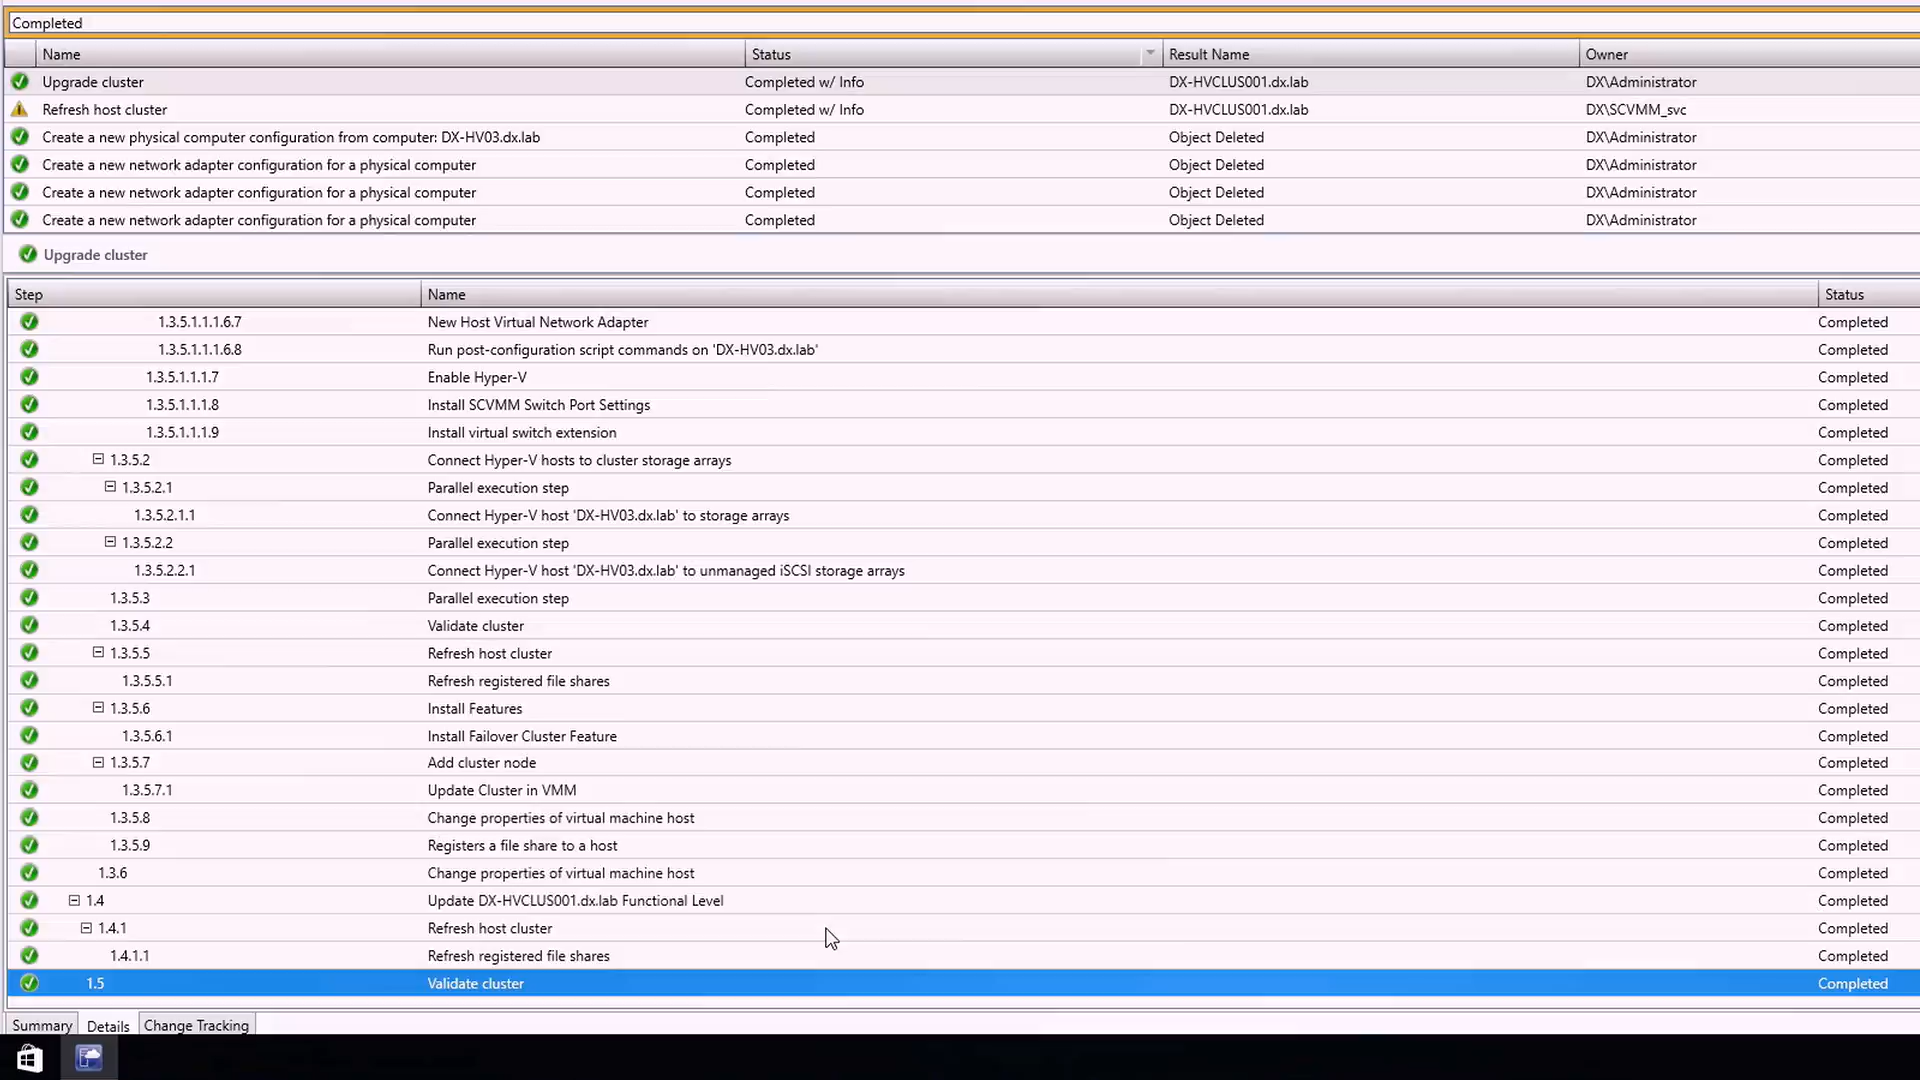 Completed
Name Status Result Name Owner
Upgrade cluster Completed w/ Info DX-HVCLUS001.dx.lab DX\Administrator
Refresh host cluster Completed w/ Info DX-HVCLUS001.dx.lab DX\SCVMM_svc
Create a new physical computer configuration from computer: DX-HV03.dx.lab Completed Object Deleted DX\Administrator
Create a new network adapter configuration for a physical computer Completed Object Deleted DX\Administrator
Create a new network adapter configuration for a physical computer Completed Object Deleted DX\Administrator
Create a new network adapter configuration for a physical computer Completed Object Deleted DX\Administrator
Upgrade cluster
Step Name Status
1.3.5.1.1.1.6.7 New Host Virtual Network Adapter Completed
1.3.5.1.1.1.6.8 Run post-configuration script commands on 'DX-HV03.dx.lab' Completed
1.3.5.1.1.1.7 Enable Hyper-V Completed
1.3.5.1.1.1.8 Install SCVMM Switch Port Settings Completed
1.3.5.1.1.1.9 Install virtual switch extension Completed
1.3.5.2 Connect Hyper-V hosts to cluster storage arrays Completed
1.3.5.2.1 Parallel execution step Completed
1.3.5.2.1.1 Connect Hyper-V host 'DX-HV03.dx.lab' to storage arrays Completed
1.3.5.2.2 Parallel execution step Completed
1.3.5.2.2.1 Connect Hyper-V host 'DX-HV03.dx.lab' to unmanaged iSCSI storage arrays Completed
1.3.5.3 Parallel execution step Completed
1.3.5.4 Validate cluster Completed
1.3.5.5 Refresh host cluster Completed
1.3.5.5.1 Refresh registered file shares Completed
1.3.5.6 Install Features Completed
1.3.5.6.1 Install Failover Cluster Feature Completed
1.3.5.7 Add cluster node Completed
1.3.5.7.1 Update Cluster in VMM Completed
1.3.5.8 Change properties of virtual machine host Completed
1.3.5.9 Registers a file share to a host Completed
1.3.6 Change properties of virtual machine host Completed
1.4 Update DX-HVCLUS001.dx.lab Functional Level Completed
1.4.1 Refresh host cluster Completed
1.4.1.1 Refresh registered file shares Completed
1.5 Validate cluster Completed
Summary Details Change Tracking